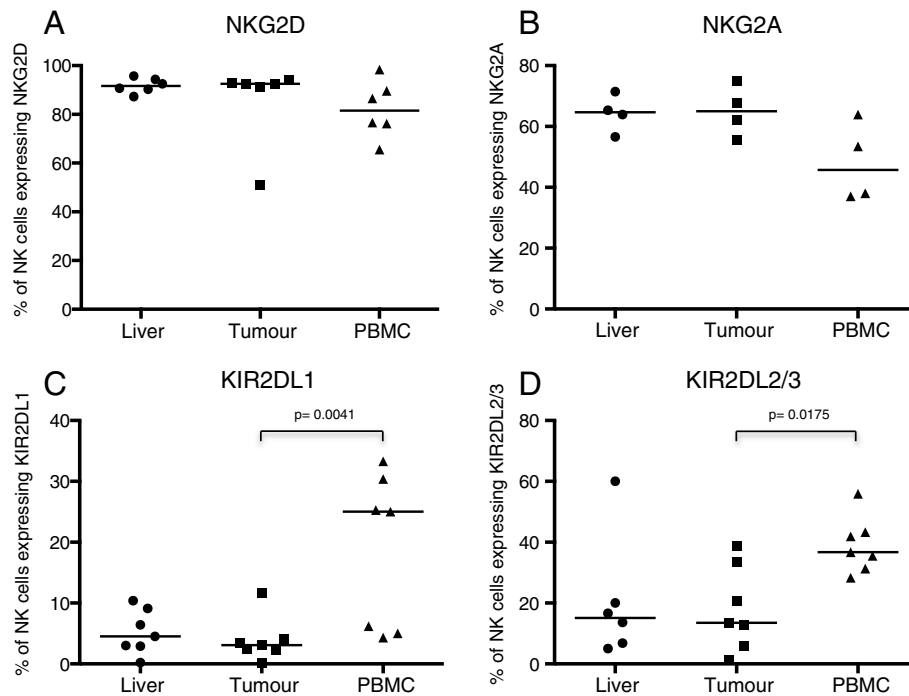 A
NKG2D
% of NK cells expressing NKG2D
100
80
60
40
20
0
Liver
Tumour
PBMC
B
NKG2A
% of NK cells expressing NKG2A
80
60
40
20
0
Liver
Tumour
PBMC
C
KIR2DL1
% of NK cells expressing KIR2DL1
40
30
20
10
0
p= 0.0041
Liver
Tumour
PBMC
D
KIR2DL2/3
% of NK cells expressing KIR2DL2/3
80
60
40
20
0
p= 0.0175
Liver
Tumour
PBMC